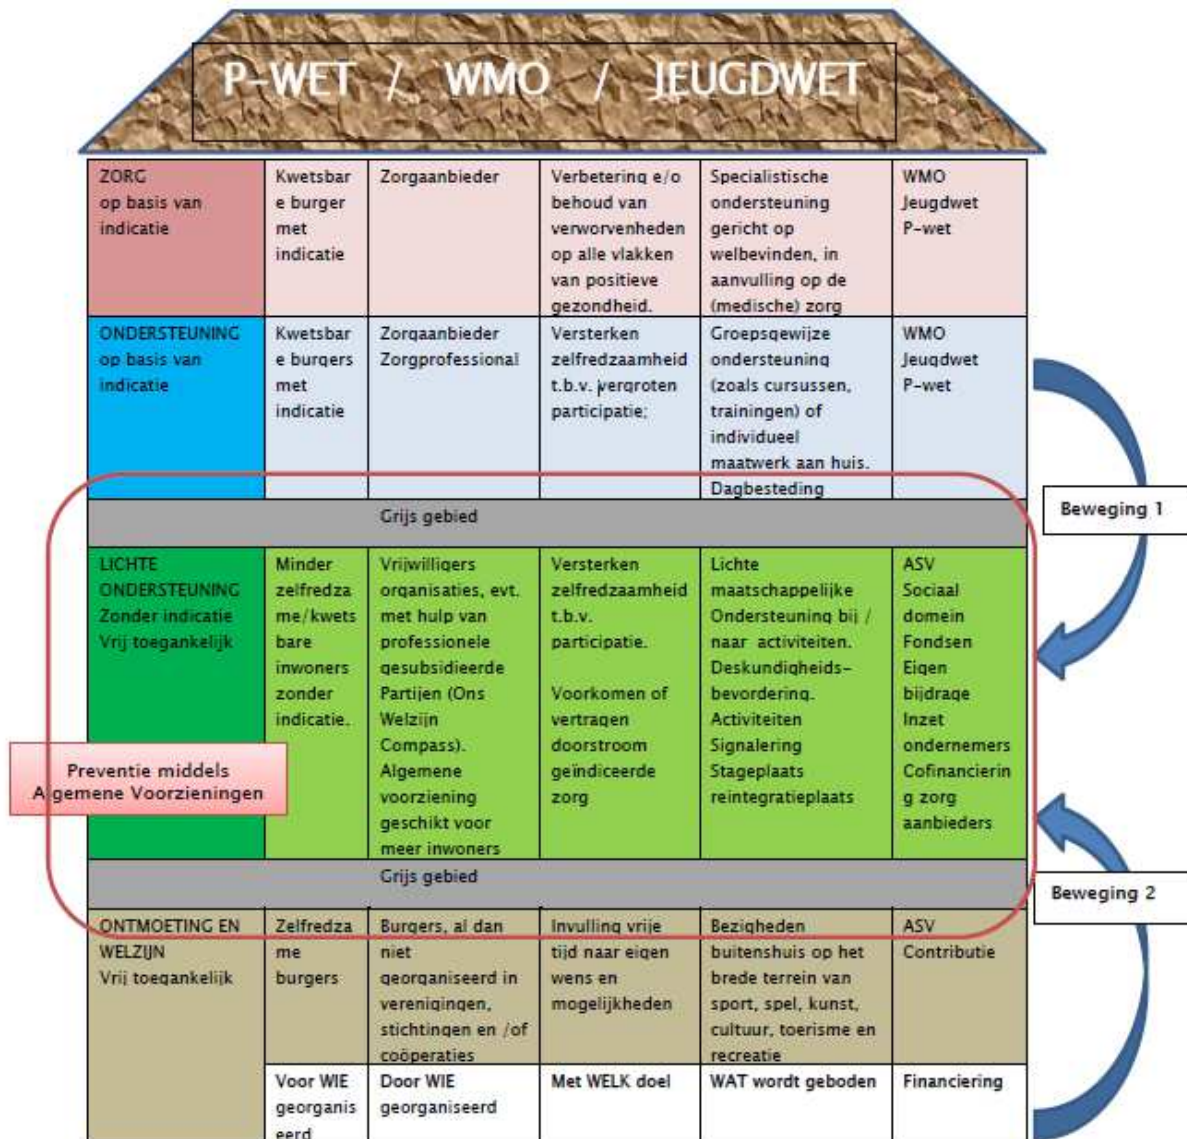 P-WET / WMO / JEUGDWET
ZORG
op basis van
indicatie
Kwetsbar
e burger
met
indicatie
Zorgaanbieder
Verbetering e/o
behoud van
verworvenheden
op alle vlakken
van positieve
gezondheid.
Specialistische
ondersteuning
gericht op
welbevinden, in
aanvulling op de
(medische) zorg
WMO
Jeugdwet
P-wet
ONDERSTEUNING
op basis van
indicatie
Kwetsbar
e burgers
met
indicatie
Zorgaanbieder
Zorgprofessional
Versterken
zelfredzaamheid
t.b.v. vergroten
participatie;
Groepsgewijze
ondersteuning
(zoals cursussen,
trainingen) of
individueel
maatwerk aan huis.
Dagbesteding
WMO
Jeugdwet
P-wet
Beweging 1
Grijs gebied
LICHTE
ONDERSTEUNING
Zonder indicatie
Vrij toegankelijk
Minder
zelfredza
me/kwets
bare
inwoners
zonder
indicatie.
Vrijwilligers
organisaties, evt.
met hulp van
professionele
gesubsidieerde
Partijen (Ons
Welzijn
Compass).
Algemene
voorziening
geschikt voor
meer inwoners
Versterken
zelfredzaamheid
t.b.v.
participatie.
Voorkomen of
vertragen
doorstroom
geïndiceerde
zorg
Lichte
maatschappelijke
Ondersteuning bij /
naar activiteiten.
Deskundigheids-
bevordering.
Activiteiten
Signalering
Stageplaats
reintegratieplaats
ASV
Sociaal
domein
Fondsen
Eigen
bijdrage
Inzet
ondernemers
Cofinancierin
g zorg
aanbieders
Preventie middels
Algemene Voorzieningen
Grijs gebied
Beweging 2
ONTMOETING EN
WELZIJN
Vrij toegankelijk
Zelfredza
me
burgers
Burgers, al dan
niet
georganiseerd in
verenigingen,
stichtingen en /of
coöperaties
Invulling vrije
tijd naar eigen
wens en
mogelijkheden
Bezigheden
buitenshuis op het
brede terrein van
sport, spel, kunst,
cultuur, toerisme en
recreatie
ASV
Contributie
Voor WIE
georganis
eerd
Door WIE
georganiseerd
Met WELK doel
WAT wordt geboden
Financiering